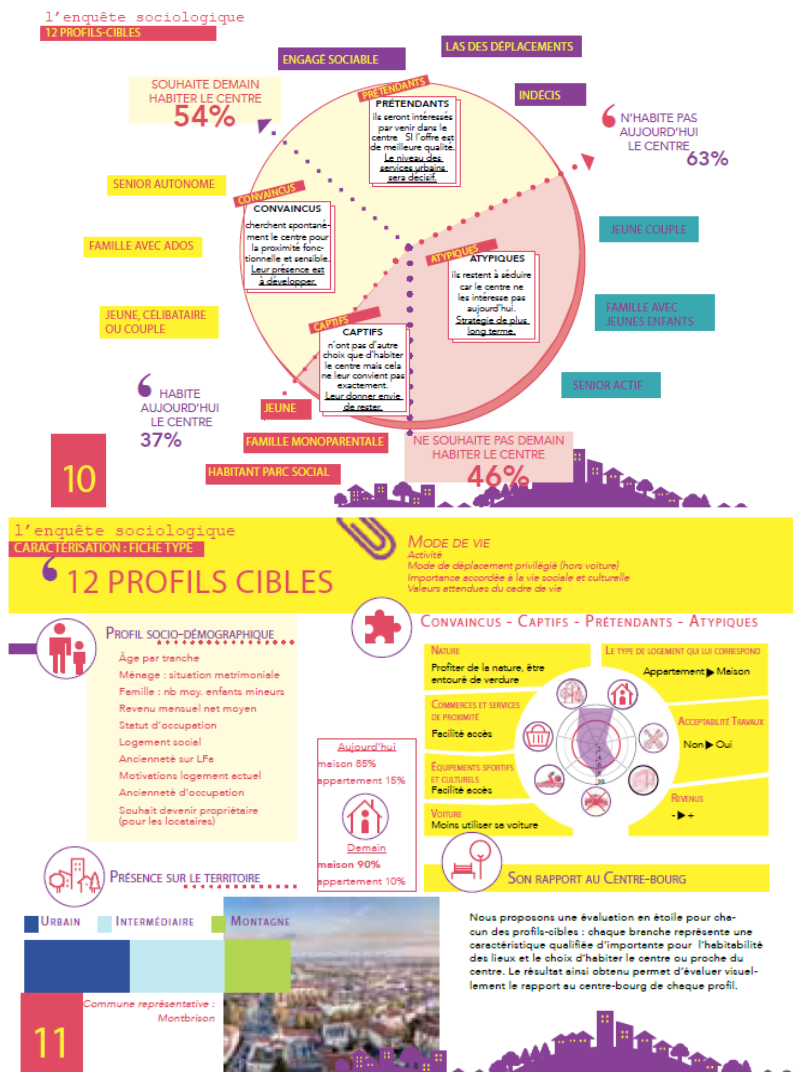 l'enquête sociologique
12 PROFILS-CIBLES
ENGAGÉ SOCIABLE
LAS DES DÉPLACEMENTS
INDÉCIS
SOUHAITE DEMAIN
HABITER LE CENTRE
54%
N'HABITE PAS
AUJOURD'HUI
LE CENTRE
63%
PRÉTENDANTS
PRÉTENDANTS
ils seront intéressés
par venir dans le
centre SI l'offre est
de meilleure qualité.
Le niveau des
services urbains
sera décisif.
SENIOR AUTONOME
FAMILLE AVEC ADOS
JEUNE, CÉLIBATAIRE
OU COUPLE
CONVAINCUS
CONVAINCUS
cherchent spontané-
ment le centre pour
la proximité fonc-
tionnelle et sensible.
Leur présence est
à développer.
ATYPIQUES
ATYPIQUES
ils restent à séduire
car le centre ne
les intéresse pas
aujourd'hui.
Stratégie de plus
long terme.
JEUNE COUPLE
FAMILLE AVEC
JEUNES ENFANTS
SENIOR ACTIF
CAPTIFS
CAPTIFS
n'ont pas d'autre
choix que d'habiter
le centre mais cela
ne leur convient pas
exactement.
Leur donner envie
de rester.
HABITE
AUJOURD'HUI
LE CENTRE
37%
JEUNE
FAMILLE MONOPARENTALE
HABITANT PARC SOCIAL
NE SOUHAITE PAS DEMAIN
HABITER LE CENTRE
46%
10
l'enquête sociologique
CARACTÉRISATION : FICHE TYPE
12 PROFILS CIBLES
MODE DE VIE
Activité
Mode de déplacement privilégié (hors voiture)
Importance accordée à la vie sociale et culturelle
Valeurs attendues du cadre de vie
PROFIL SOCIO-DÉMOGRAPHIQUE
Âge par tranche
Ménage : situation matrimoniale
Famille : nb moy. enfants mineurs
Revenu mensuel net moyen
Statut d'occupation
Logement social
Ancienneté sur LFa
Motivations logement actuel
Ancienneté d'occupation
Souhait devenir propriétaire
(pour les locataires)
Aujourd'hui
maison 85%
appartement 15%
Demain
maison 90%
appartement 10%
CONVAINCUS - CAPTIFS - PRÉTENDANTS - ATYPIQUES
NATURE
Profiter de la nature, être
entouré de verdure
COMMERCES ET SERVICES
DE PROXIMITÉ
Facilité accès
ÉQUIPEMENTS SPORTIFS
ET CULTURELS
Facilité accès
VOITURE
Moins utiliser sa voiture
LE TYPE DE LOGEMENT QUI LUI CORRESPOND
Appartement ▶ Maison
ACCEPTABILITÉ TRAVAUX
Non ▶ Oui
REVENUS
- ▶ +
PRÉSENCE SUR LE TERRITOIRE
URBAIN INTERMÉDIAIRE MONTAGNE
Commune représentative :
Montbrison
SON RAPPORT AU CENTRE-BOURG
Nous proposons une évaluation en étoile pour cha-
cun des profils-cibles : chaque branche représente une
caractéristique qualifiée d'importante pour l'habitabilité
des lieux et le choix d'habiter le centre ou proche du
centre. Le résultat ainsi obtenu permet d'évaluer visuel-
lement le rapport au centre-bourg de chaque profil.
11